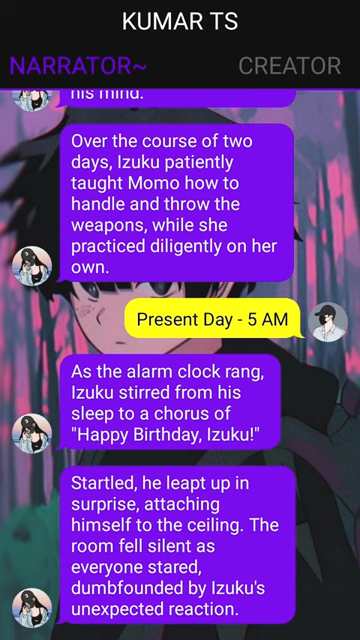 KUMAR TS
NARRATOR~ CREATOR
his mind.
Over the course of two
days, Izuku patiently
taught Momo how to
handle and throw the
weapons, while she
practiced diligently on her
own.
Present Day - 5 AM
As the alarm clock rang,
Izuku stirred from his
sleep to a chorus of
"Happy Birthday, Izuku!"
Startled, he leapt up in
surprise, attaching
himself to the ceiling. The
room fell silent as
everyone stared,
dumbfounded by Izuku's
unexpected reaction.